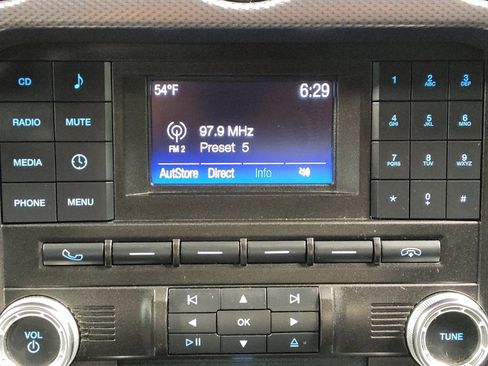 CD
RADIO MUTE
MEDIA
PHONE MENU
54°F 6:29
97.9 MHz
FM 2 Preset 5
AutStore Direct Info
1 2 ABC 3 DEF
4 GHI 5 JKL 6 MNO
7 PQRS 8 TUV 9 WXYZ
* 0 + #
VOL
OK
TUNE